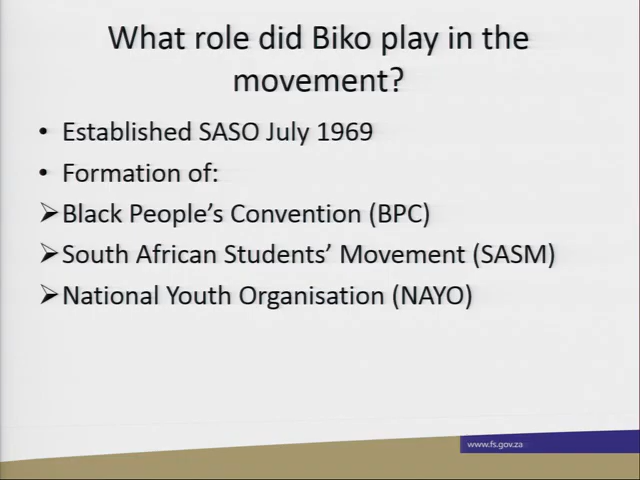 What role did Biko play in the
movement?
• Established SASO July 1969
• Formation of:
➢Black People’s Convention (BPC)
➢South African Students’ Movement (SASM)
➢National Youth Organisation (NAYO)
www.fs.gov.za